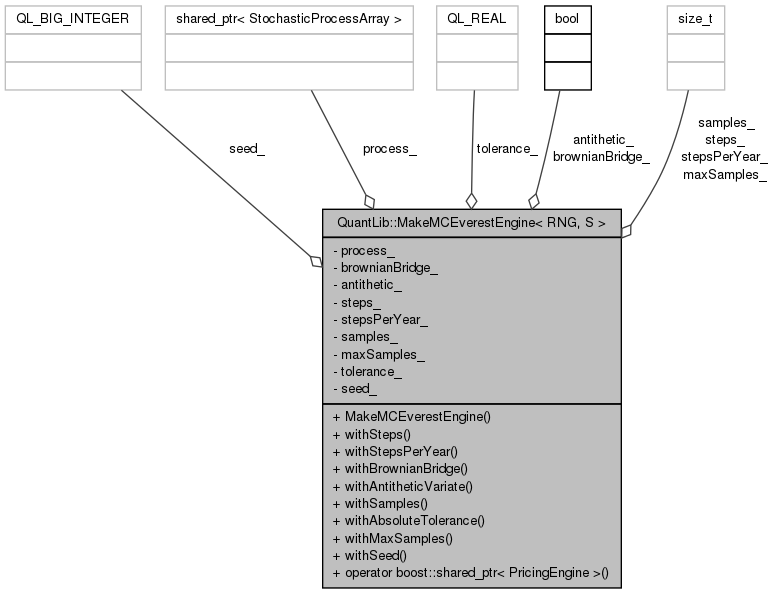 QL_BIG_INTEGER
shared_ptr< StochasticProcessArray >
QL_REAL
bool
size_t
seed_
process_
tolerance_
antithetic_
brownianBridge_
samples_
steps_
stepsPerYear_
maxSamples_
QuantLib::MakeMCEverestEngine< RNG, S >
- process_
- brownianBridge_
- antithetic_
- steps_
- stepsPerYear_
- samples_
- maxSamples_
- tolerance_
- seed_
+ MakeMCEverestEngine()
+ withSteps()
+ withStepsPerYear()
+ withBrownianBridge()
+ withAntitheticVariate()
+ withSamples()
+ withAbsoluteTolerance()
+ withMaxSamples()
+ withSeed()
+ operator boost::shared_ptr< PricingEngine >()